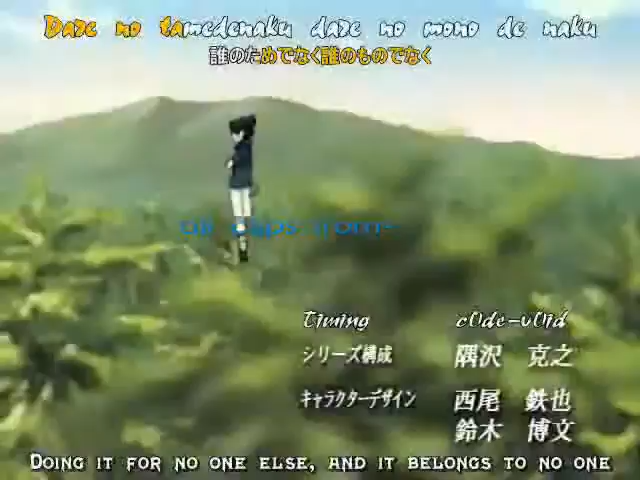 Dare no tamedenaku dare no mono de naku
誰のためでなく誰のものでなく
all clips from-
Timing c0de-v0id
シリーズ構成 隅沢 克之
キャラクターデザイン 西尾 鉄也
鈴木 博文
Doing it for no one else, and it belongs to no one